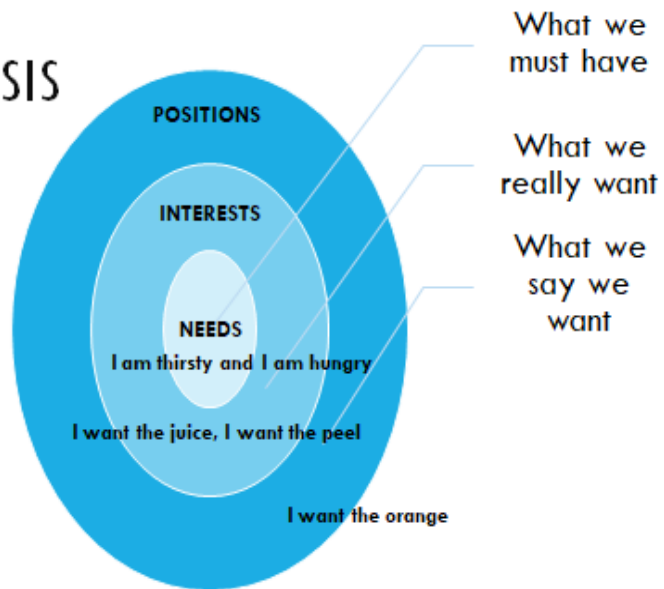 SIS
What we
must have
POSITIONS
What we
really want
INTERESTS
What we
say we
want
NEEDS
I am thirsty and I am hungry
I want the juice, I want the peel
I want the orange